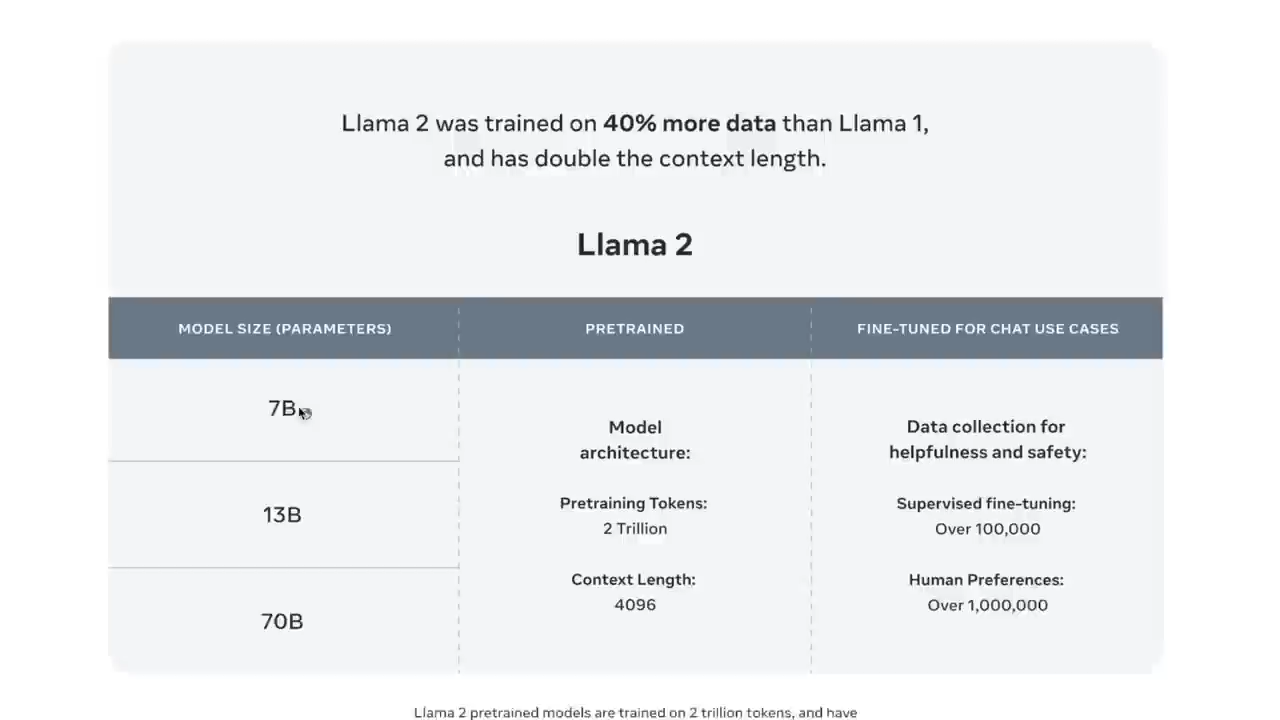 Llama 2 was trained on 40% more data than Llama 1,
and has double the context length.
Llama 2
MODEL SIZE (PARAMETERS)
PRETRAINED
FINE-TUNED FOR CHAT USE CASES
7B
13B
70B
Model
architecture:
Pretraining Tokens:
2 Trillion
Context Length:
4096
Data collection for
helpfulness and safety:
Supervised fine-tuning:
Over 100,000
Human Preferences:
Over 1,000,000
Llama 2 pretrained models are trained on 2 trillion tokens, and have